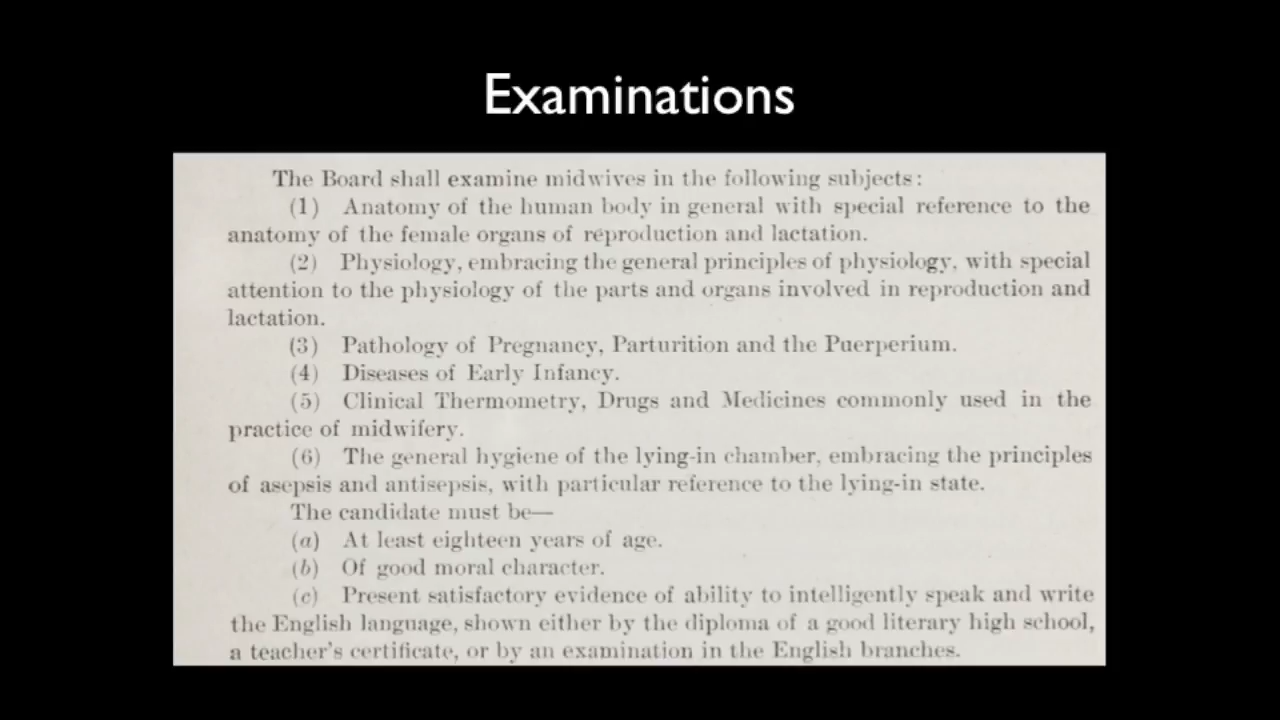 Examinations
The Board shall examine midwives in the following subjects:
(1) Anatomy of the human body in general with special reference to the
anatomy of the female organs of reproduction and lactation.
(2) Physiology, embracing the general principles of physiology, with special
attention to the physiology of the parts and organs involved in reproduction and
lactation.
(3) Pathology of Pregnancy, Parturition and the Puerperium.
(4) Diseases of Early Infancy.
(5) Clinical Thermometry, Drugs and Medicines commonly used in the
practice of midwifery.
(6) The general hygiene of the lying-in chamber, embracing the principles
of asepsis and antisepsis, with particular reference to the lying-in state.
The candidate must be—
(a) At least eighteen years of age.
(b) Of good moral character.
(c) Present satisfactory evidence of ability to intelligently speak and write
the English language, shown either by the diploma of a good literary high school,
a teacher's certificate, or by an examination in the English branches.